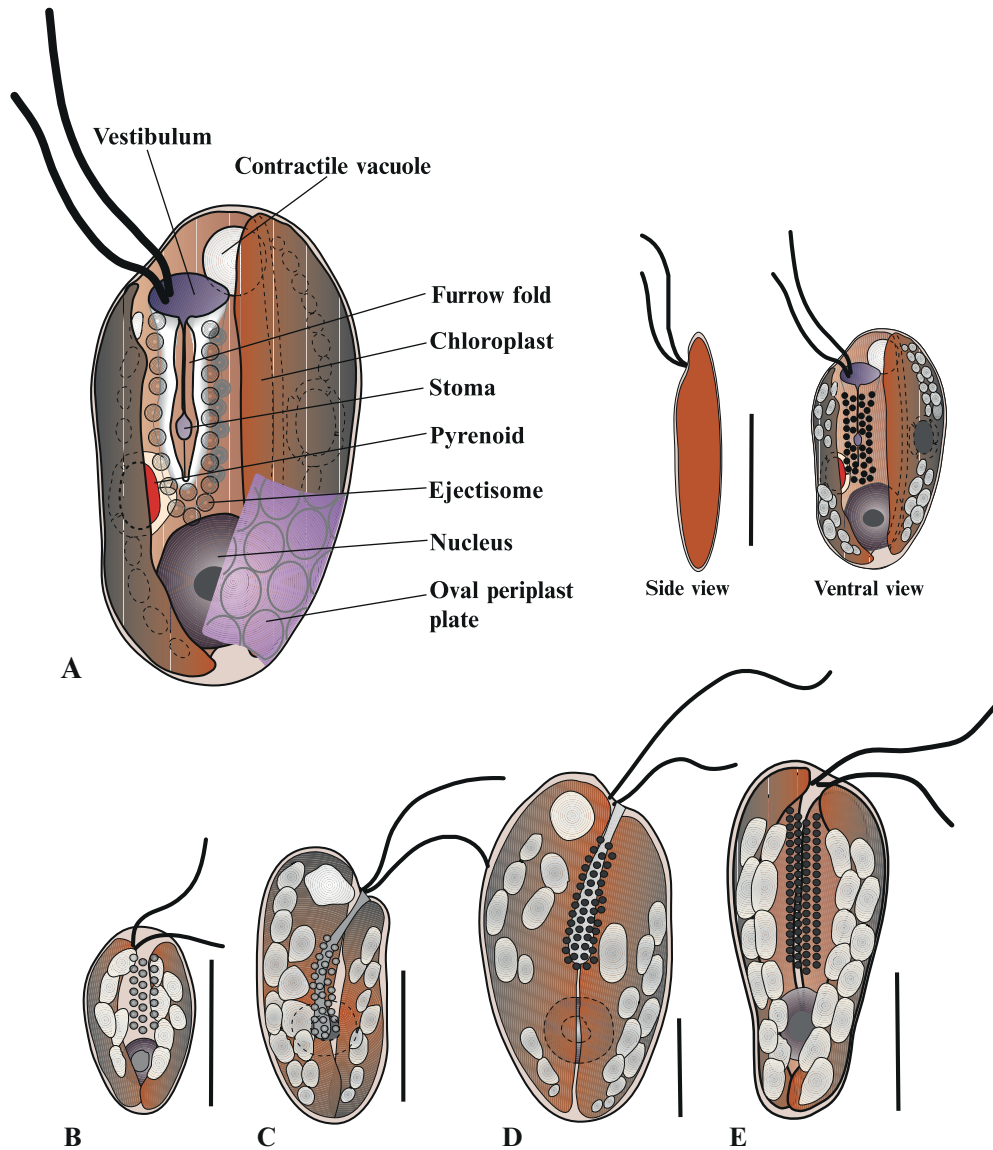 Vestibulum
Contractile vacuole
Furrow fold
Chloroplast
Stoma
Pyrenoid
Ejectisome
Nucleus
Oval periplast
plate
Side view
Ventral view
A
B
C
D
E